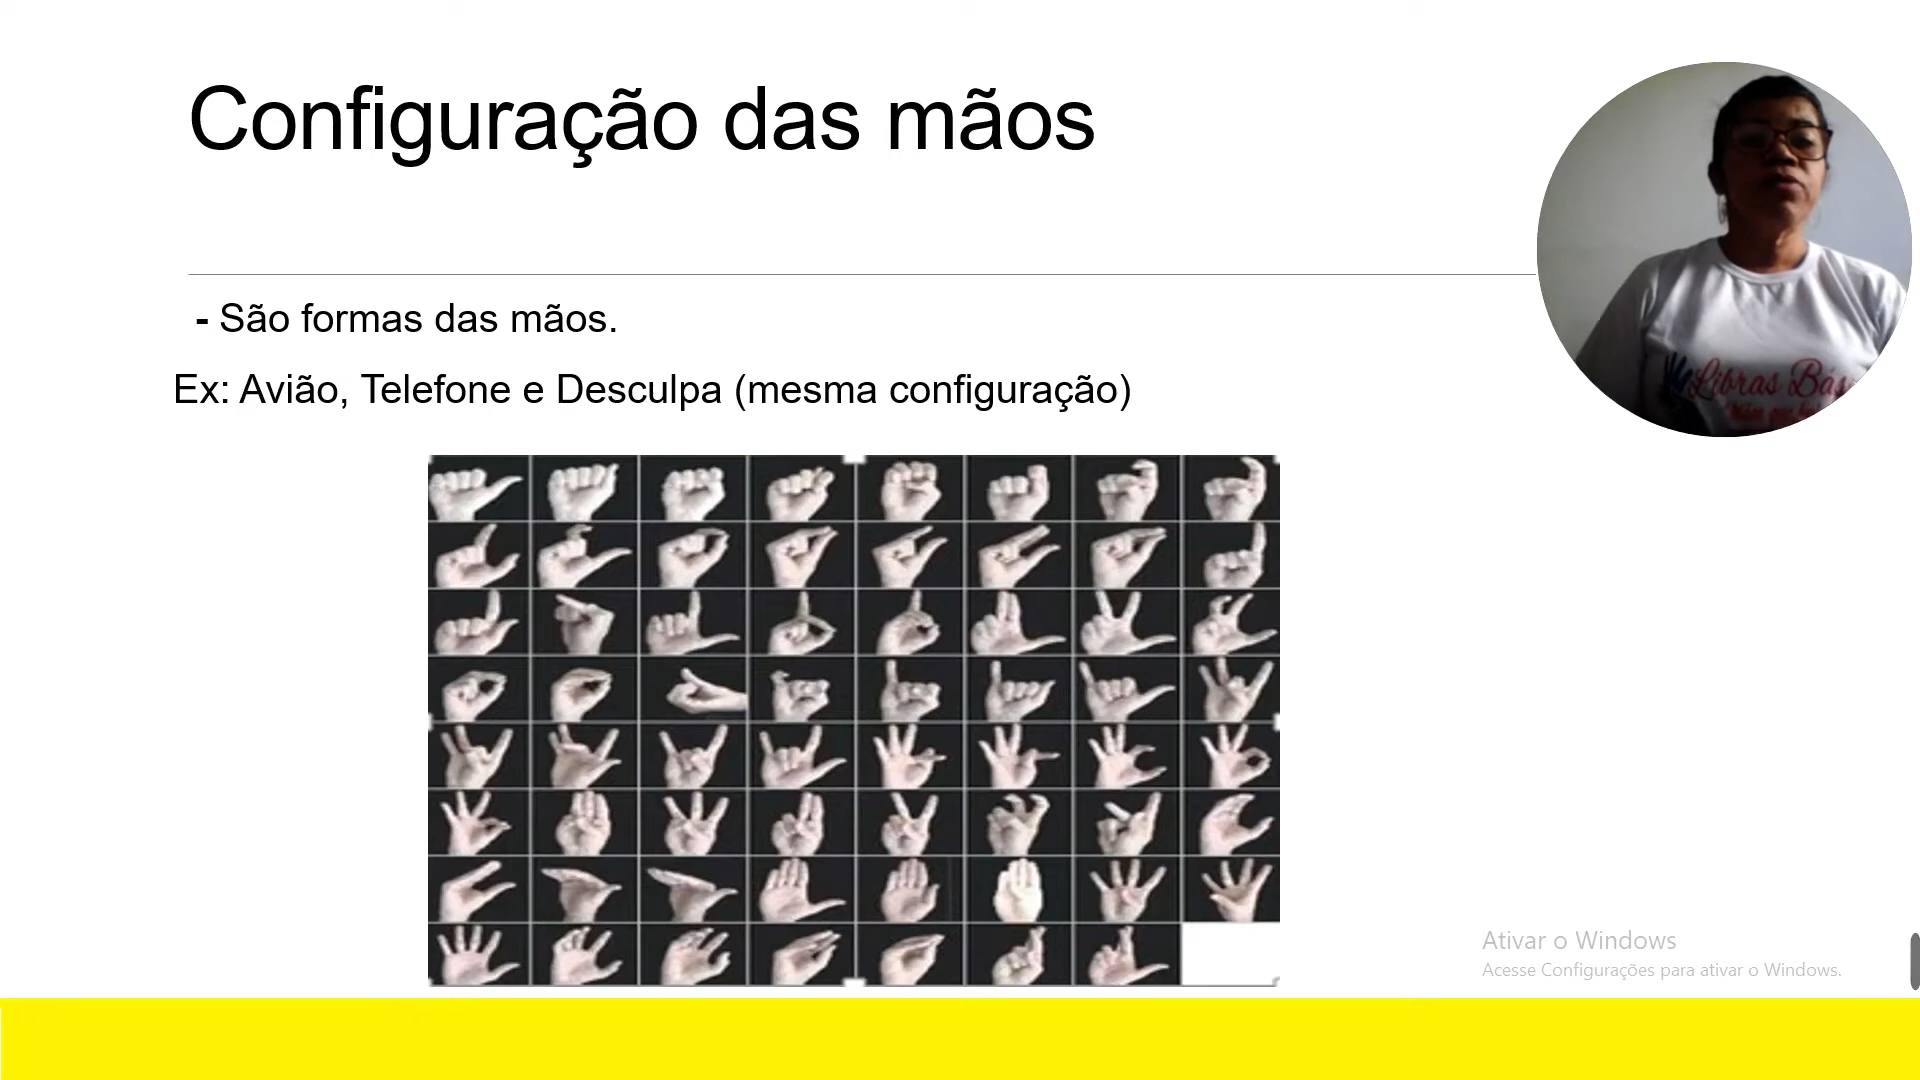 Configuração das mãos
- São formas das mãos.
Ex: Avião, Telefone e Desculpa (mesma configuração)
Libras Bás
Ativar o Windows
Acesse Configurações para ativar o Windows.